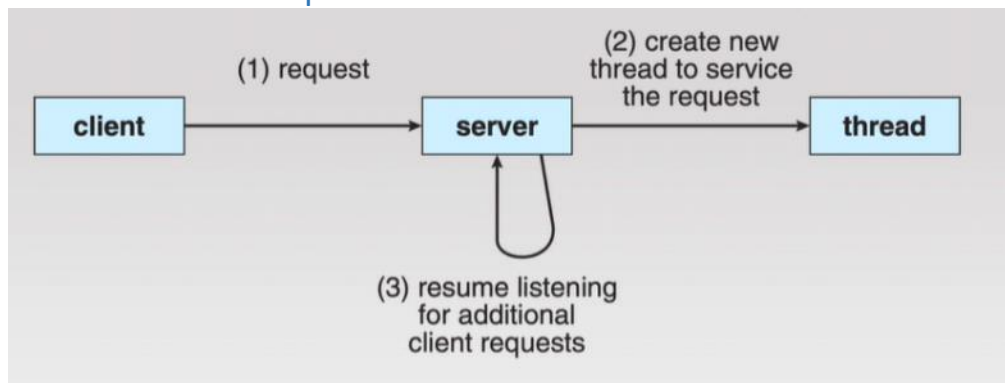 (1) request
(2) create new
thread to service
the request
client
server
thread
(3) resume listening
for additional
client requests